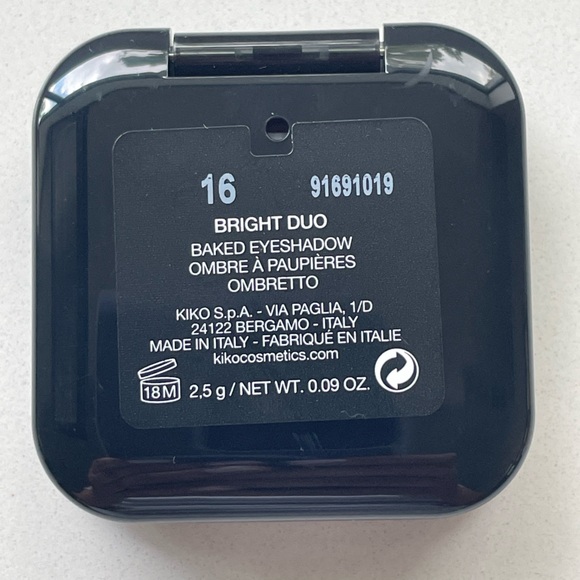 16 91691019
BRIGHT DUO
BAKED EYESHADOW
OMBRE À PAUPIÈRES
OMBRETTO
KIKO S.p.A. - VIA PAGLIA, 1/D
24122 BERGAMO - ITALY
MADE IN ITALY - FABRIQUÉ EN ITALIE
kikocosmetics.com
18M 2,5 g / NET WT. 0.09 OZ.